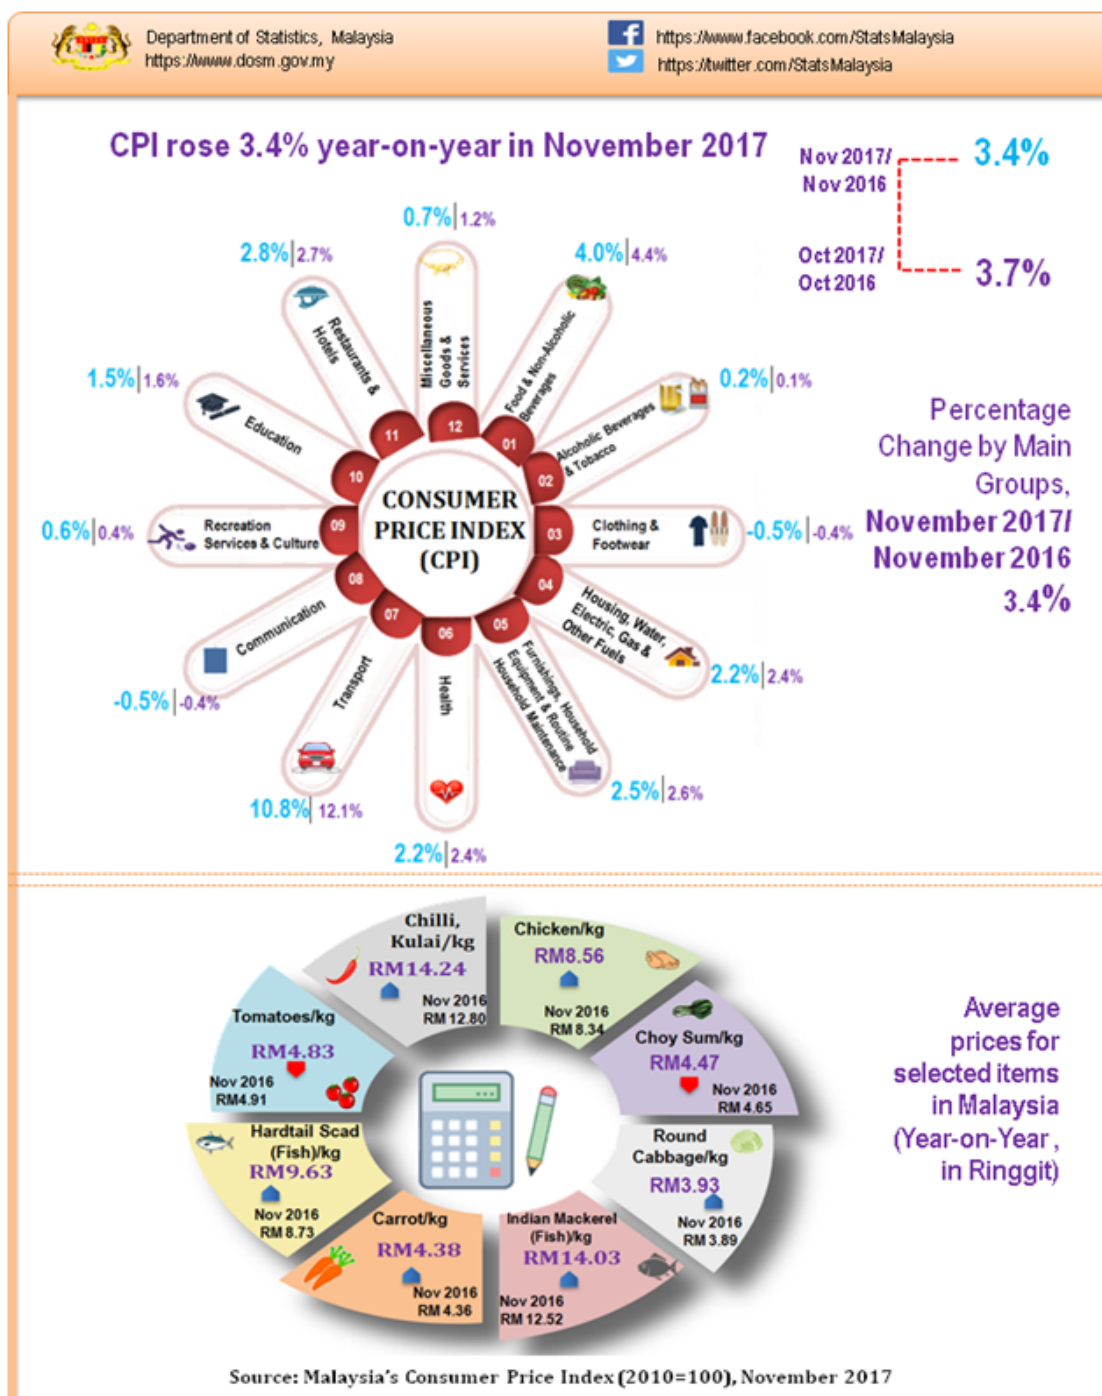 Department of Statistics, Malaysia
https://www.dosm.gov.my
https://www.facebook.com/StatsMalaysia
https://twitter.com/StatsMalaysia
CPI rose 3.4% year-on-year in November 2017
Nov 2017/
Nov 2016
3.4%
Oct 2017/
Oct 2016
3.7%
Percentage
Change by Main
Groups,
November 2017/
November 2016
3.4%
CONSUMER
PRICE INDEX
(CPI)
01
Food & Non-Alcoholic
Beverages
4.0% 4.4%
02
Alcoholic Beverages
& Tobacco
0.2% 0.1%
03
Clothing &
Footwear
-0.5% -0.4%
04
Housing, Water,
Electric, Gas &
Other Fuels
2.2% 2.4%
05
Furnishings, Household
Equipment & Routine
Household Maintenance
2.5% 2.6%
06
Health
2.2% 2.4%
07
Transport
10.8% 12.1%
08
Communication
-0.5% -0.4%
09
Recreation
Services & Culture
0.6% 0.4%
10
Education
1.5% 1.6%
11
Restaurants &
Hotels
2.8% 2.7%
12
Miscellaneous
Goods &
Services
0.7% 1.2%
Chilli,
Kulai/kg
RM14.24
Nov 2016
RM 12.80
Chicken/kg
RM8.56
Nov 2016
RM 8.34
Choy Sum/kg
RM4.47
Nov 2016
RM 4.65
Round
Cabbage/kg
RM3.93
Nov 2016
RM 3.89
Indian Mackerel
(Fish)/kg
RM14.03
Nov 2016
RM 12.52
Carrot/kg
RM4.38
Nov 2016
RM 4.36
Hardtail Scad
(Fish)/kg
RM9.63
Nov 2016
RM 8.73
Tomatoes/kg
RM4.83
Nov 2016
RM4.91
Average
prices for
selected items
in Malaysia
(Year-on-Year ,
in Ringgit)
Source: Malaysia's Consumer Price Index (2010=100), November 2017